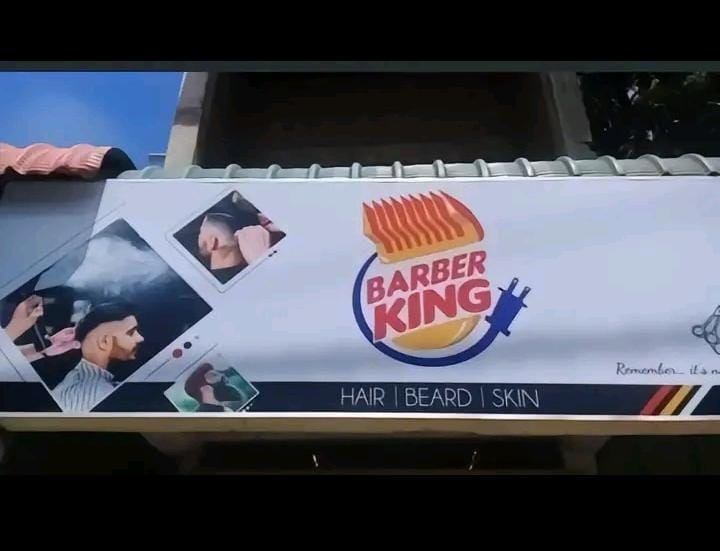 BARBER
KING
Remember... it's
HAIR | BEARD | SKIN